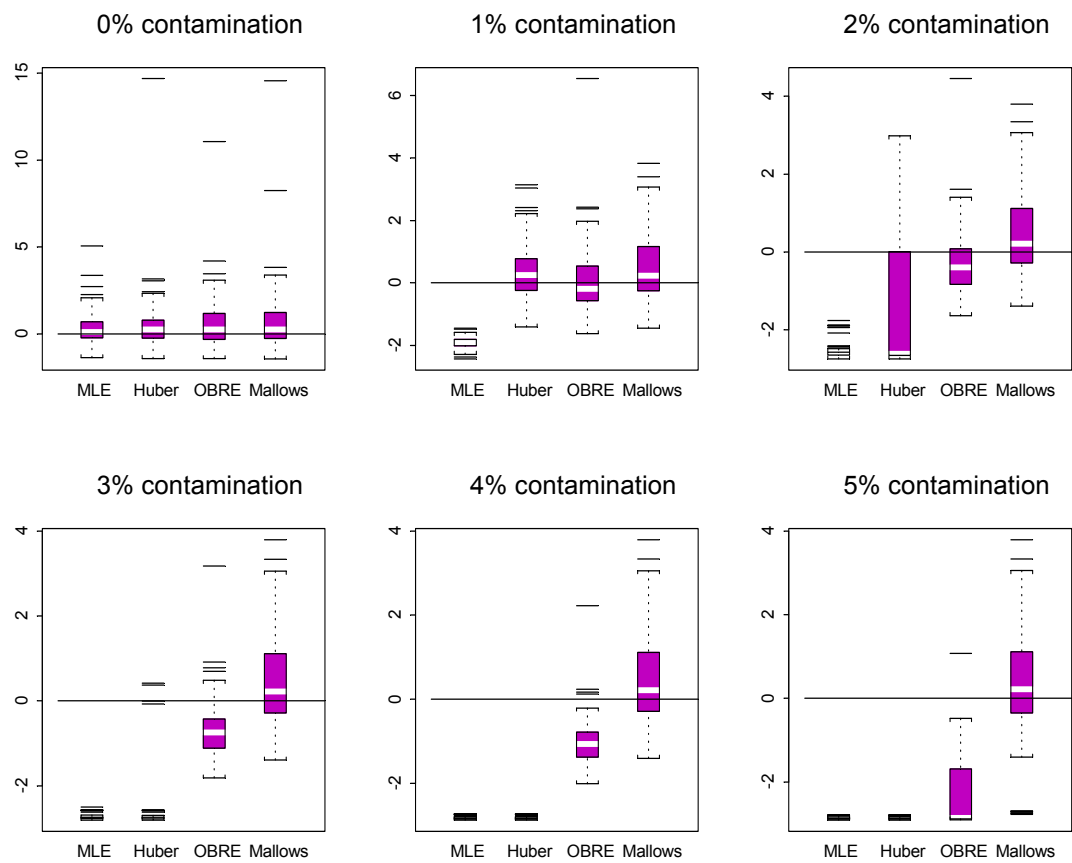 0% contamination
1% contamination
2% contamination
15
10
5
0
MLE Huber OBRE Mallows
6
4
2
0
-2
MLE Huber OBRE Mallows
4
2
0
-2
MLE Huber OBRE Mallows
3% contamination
4% contamination
5% contamination
4
2
0
-2
MLE Huber OBRE Mallows
4
2
0
-2
MLE Huber OBRE Mallows
4
2
0
-2
MLE Huber OBRE Mallows